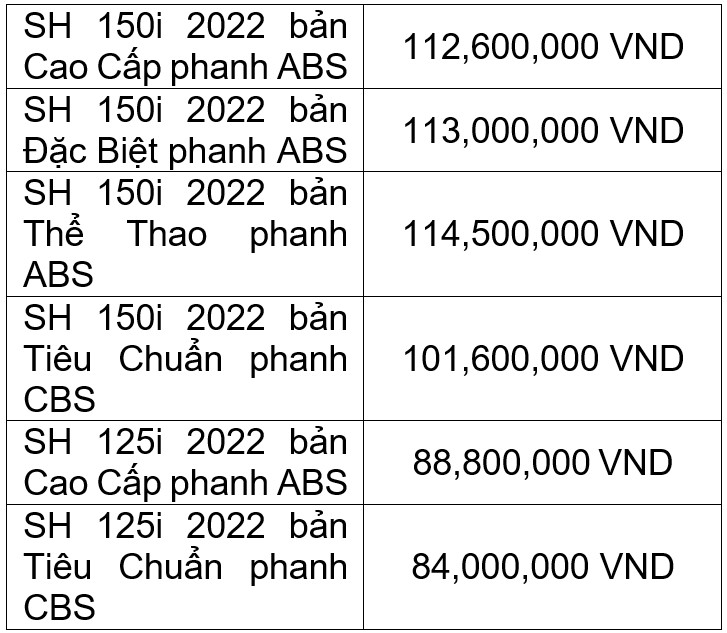 SH 150i 2022 bản
Cao Cấp phanh ABS
112,600,000 VND
SH 150i 2022 bản
Đặc Biệt phanh ABS
113,000,000 VND
SH 150i 2022 bản
Thể Thao phanh
ABS
114,500,000 VND
SH 150i 2022 bản
Tiêu Chuẩn phanh
CBS
101,600,000 VND
SH 125i 2022 bản
Cao Cấp phanh ABS
88,800,000 VND
SH 125i 2022 bản
Tiêu Chuẩn phanh
CBS
84,000,000 VND